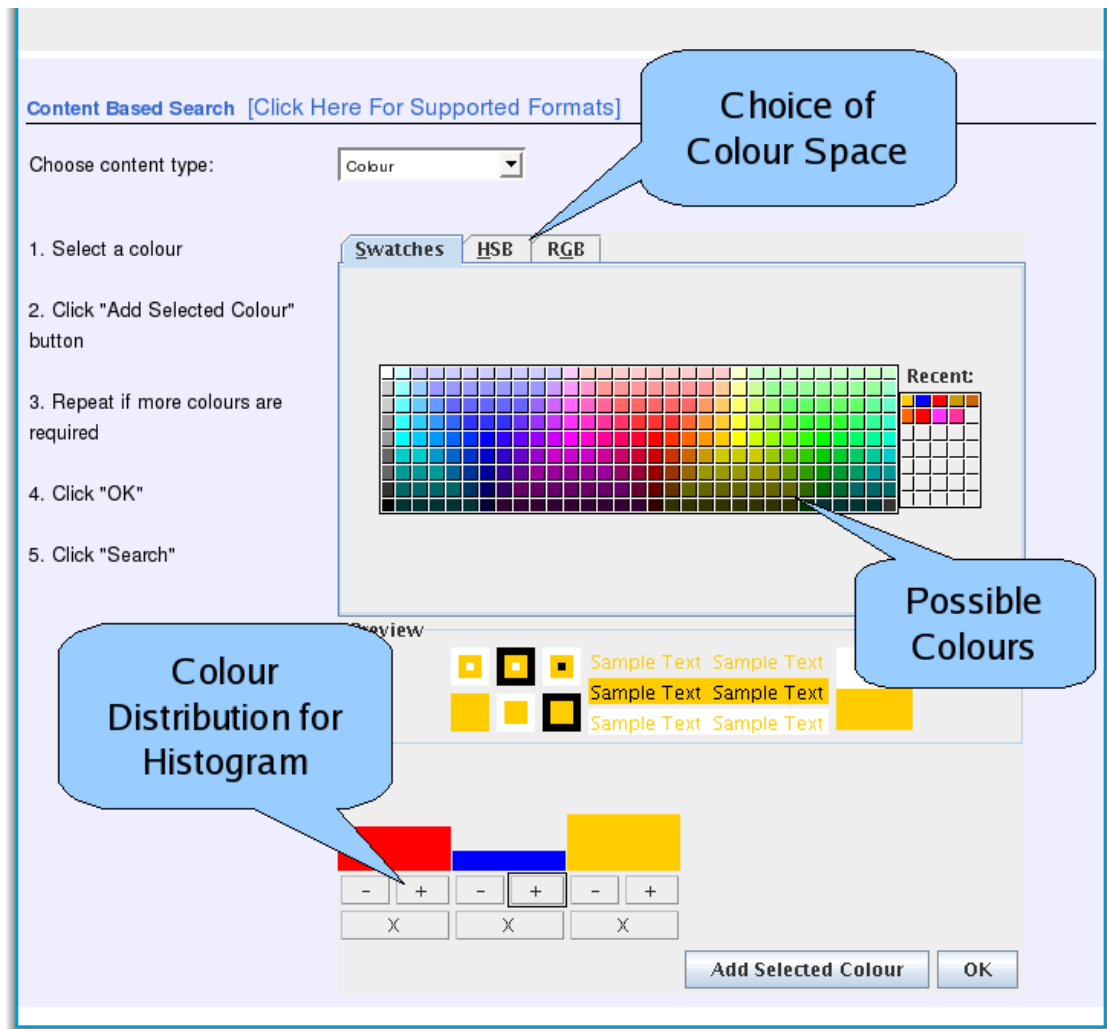 Content Based Search [Click Here For Supported Formats]
Choice of
Colour Space
Choose content type:
Colour
1. Select a colour
2. Click "Add Selected Colour"
button
3. Repeat if more colours are
required
4. Click "OK"
5. Click "Search"
Swatches HSB RGB
Recent:
Possible
Colours
Preview
Sample Text Sample Text
Sample Text Sample Text
Sample Text Sample Text
Colour
Distribution for
Histogram
- + - + - +
X X X
Add Selected Colour OK